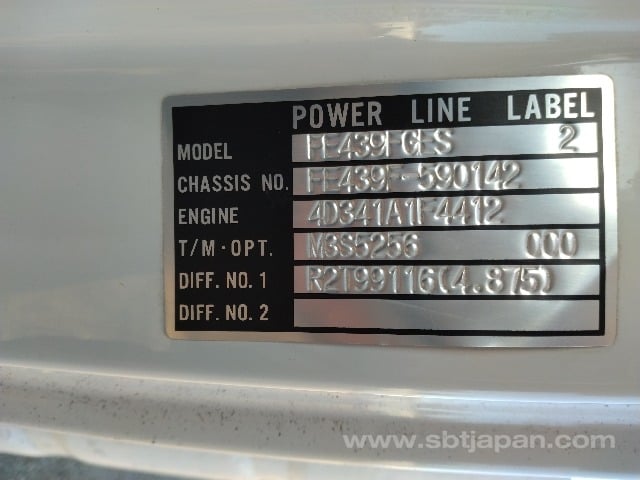 POWER LINE LABEL
MODEL FE439FCES 2
CHASSIS NO. FE439F-590142
ENGINE 4D341A1F4412
T/M·OPT. M3S5256 000
DIFF. NO. 1 R2T99116(4.875)
DIFF. NO. 2
www.sbtjapan.com